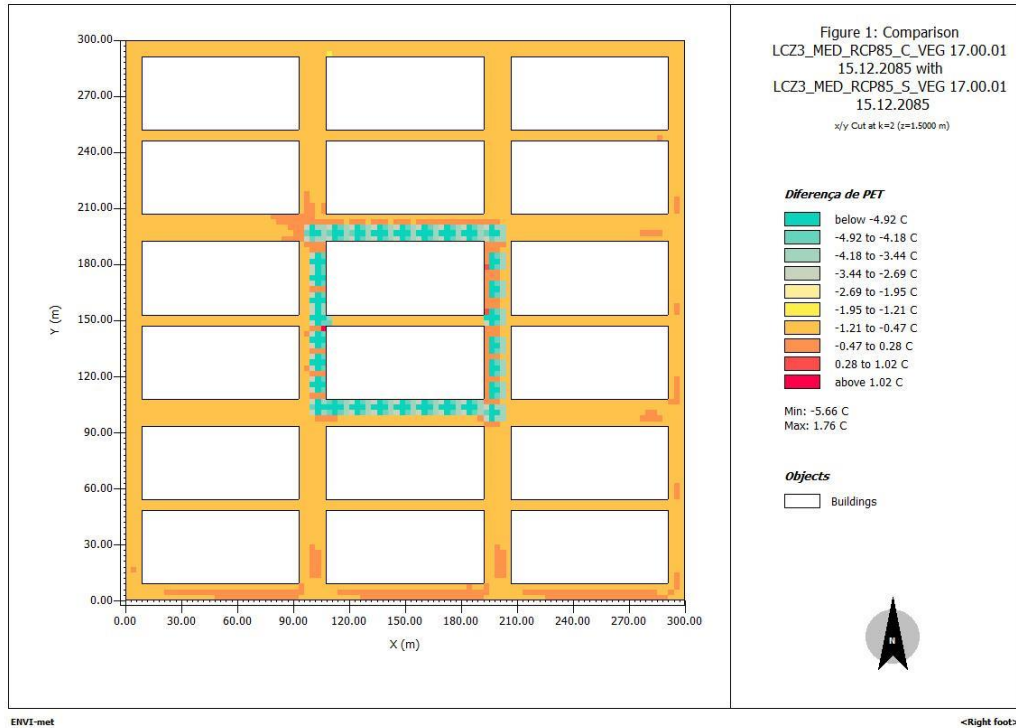 Figure 1: Comparison
LCZ3_MED_RCP85_C_VEG 17.00.01
15.12.2085 with
LCZ3_MED_RCP85_S_VEG 17.00.01
15.12.2085
x/y Cut at k=2 (z=1.5000 m)
300.00
270.00
240.00
210.00
180.00
150.00
120.00
90.00
60.00
30.00
0.00
Y (m)
0.00 30.00 60.00 90.00 120.00 150.00 180.00 210.00 240.00 270.00 300.00
X (m)
Diferença de PET
below -4.92 C
-4.92 to -4.18 C
-4.18 to -3.44 C
-3.44 to -2.69 C
-2.69 to -1.95 C
-1.95 to -1.21 C
-1.21 to -0.47 C
-0.47 to 0.28 C
0.28 to 1.02 C
above 1.02 C
Min: -5.66 C
Max: 1.76 C
Objects
Buildings
N
ENVI-met
<Right foot>